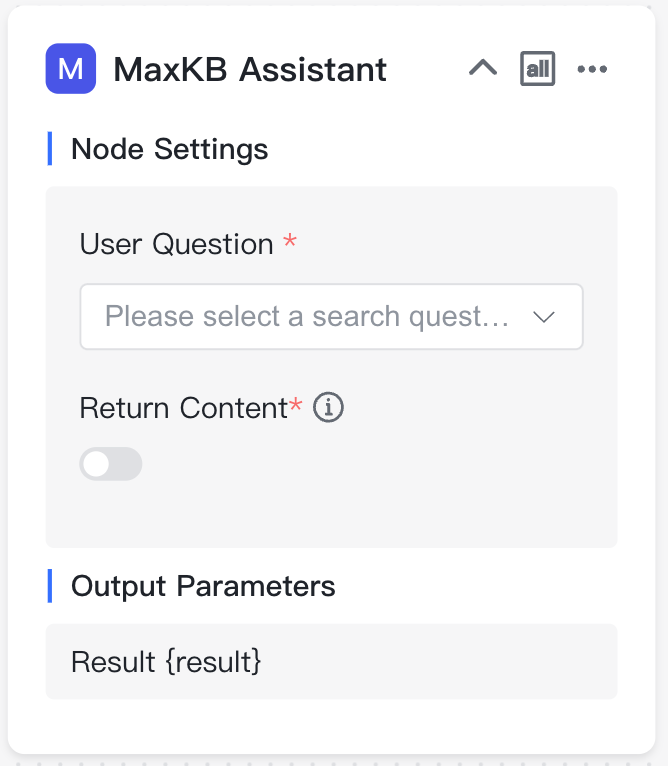 M MaxKB Assistant all
Node Settings
User Question *
Please select a search quest...
Return Content*
Output Parameters
Result {result}